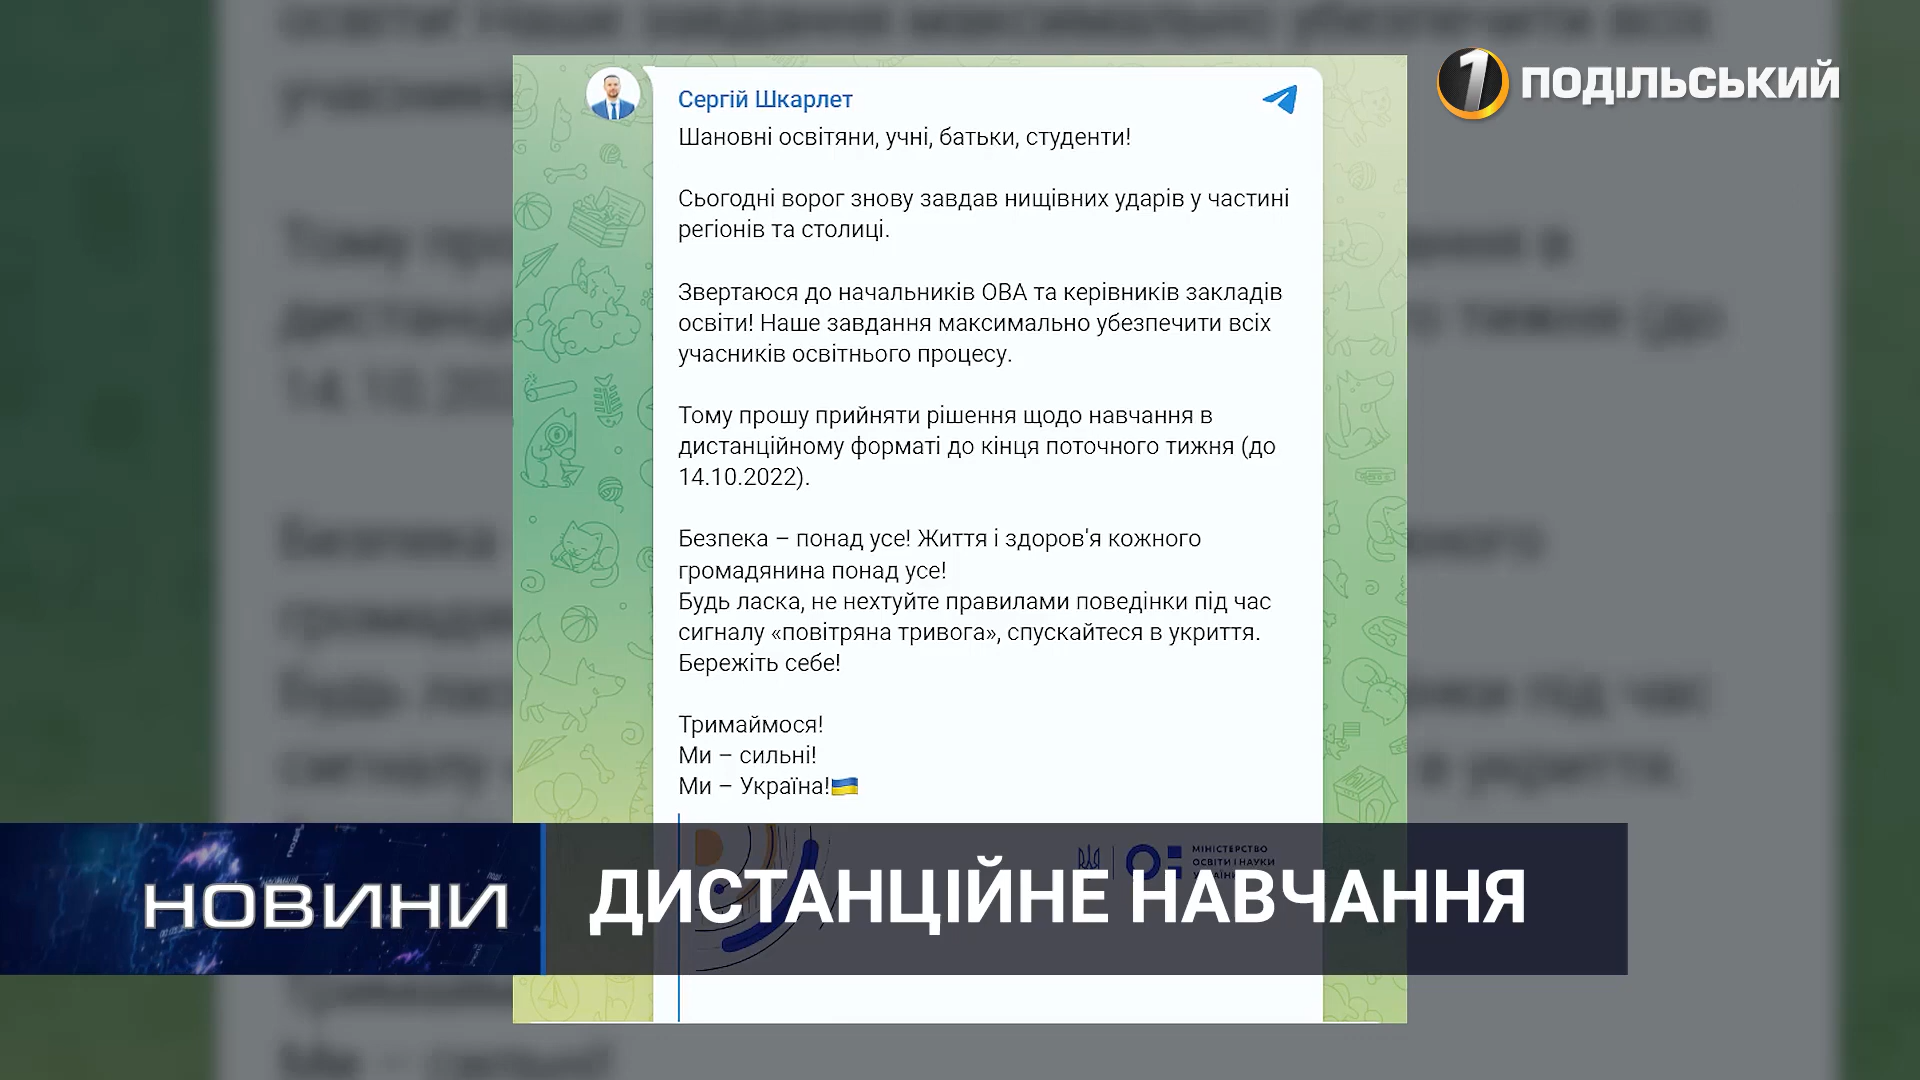 1 ПОДІЛЬСЬКИЙ
Сергій Шкарлет
Шановні освітяни, учні, батьки, студенти!
Сьогодні ворог знову завдав нищівних ударів у частині
регіонів та столиці.
Звертаюся до начальників ОВА та керівників закладів
освіти! Наше завдання максимально убезпечити всіх
учасників освітнього процесу.
Тому прошу прийняти рішення щодо навчання в
дистанційному форматі до кінця поточного тижня (до
14.10.2022).
Безпека – понад усе! Життя і здоров'я кожного
громадянина понад усе!
Будь ласка, не нехтуйте правилами поведінки під час
сигналу «повітряна тривога», спускайтеся в укриття.
Бережіть себе!
Тримаймося!
Ми – сильні!
Ми – Україна!🇺🇦
МІНІСТЕРСТВО
ОСВІТИ І НАУКИ
НОВИНИ
ДИСТАНЦІЙНЕ НАВЧАННЯ